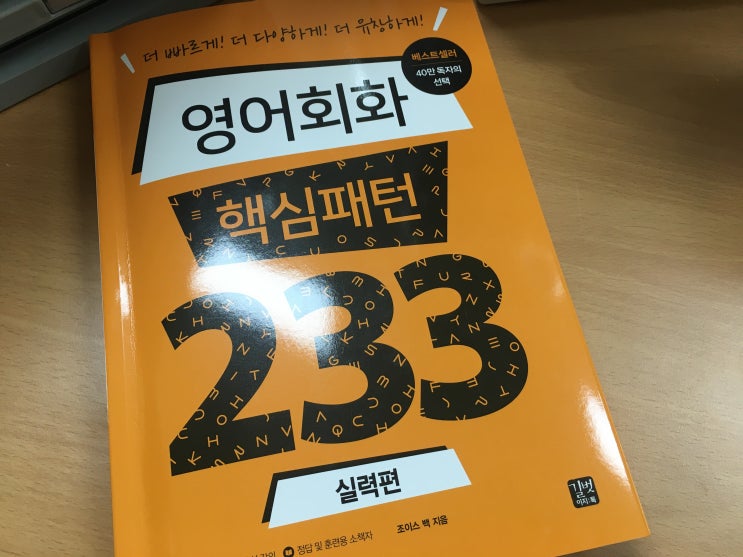 더 빠르게! 더 다양하게! 더 유창하게!
베스트셀러
40만 독자의
선택
영어회화
핵심패턴
233
실력편
길벗
이지:톡
조이스 백 지음
강의
정답 및 훈련용 소책자